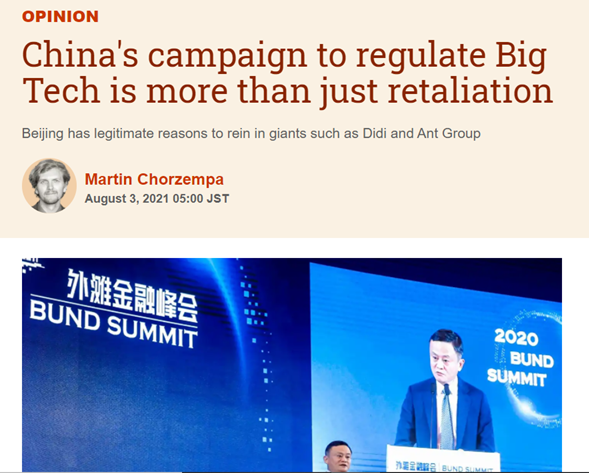 OPINION
China's campaign to regulate Big
Tech is more than just retaliation
Beijing has legitimate reasons to rein in giants such as Didi and Ant Group
Martin Chorzempa
August 3, 2021 05:00 JST
外滩金融峰会
BUND SUMMIT
2020
BUND
SUMMIT
外滩金融峰会 BUND SUMMIT